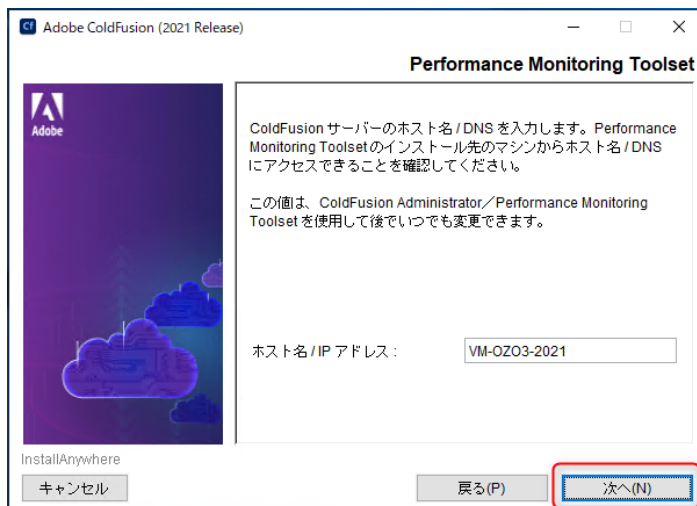 Cf Adobe ColdFusion (2021 Release)
Performance Monitoring Toolset
Adobe
ColdFusion サーバーのホスト名 / DNS を入力します。Performance
Monitoring Toolset のインストール先のマシンからホスト名 / DNS
にアクセスできることを確認してください。
この値は、ColdFusion Administrator／Performance Monitoring
Toolset を使用して後でいつでも変更できます。
ホスト名 / IP アドレス : VM-OZO3-2021
InstallAnywhere
キャンセル 戻る(P) 次へ(N)